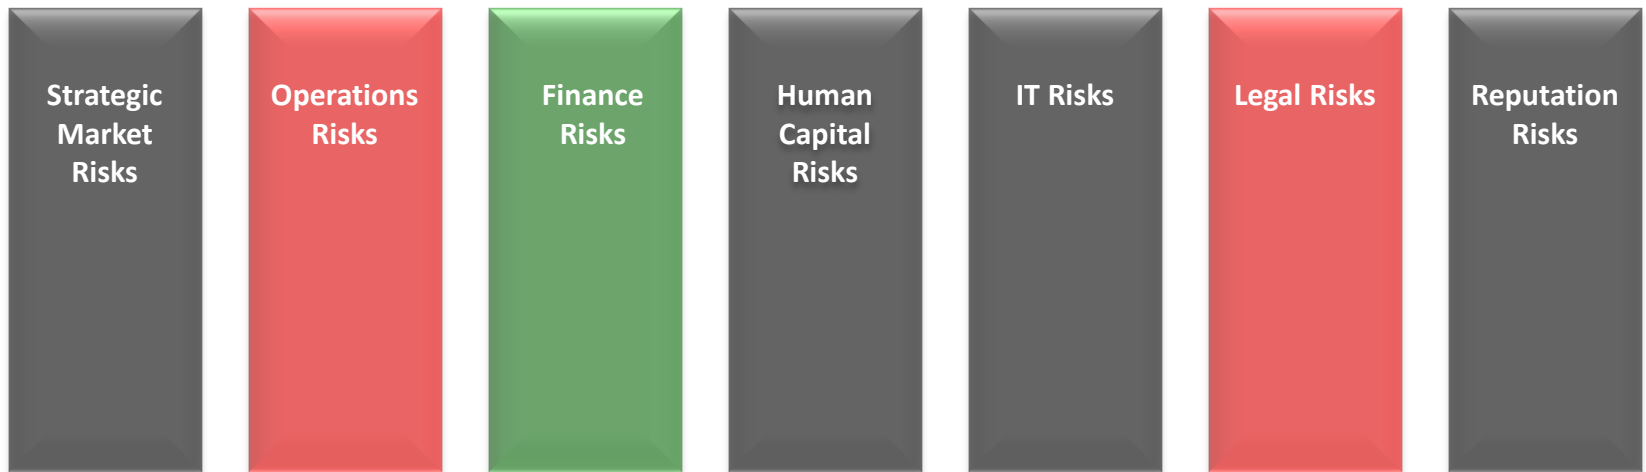 Strategic
Market
Risks
Operations
Risks
Finance
Risks
Human
Capital
Risks
IT Risks
Legal Risks
Reputation
Risks